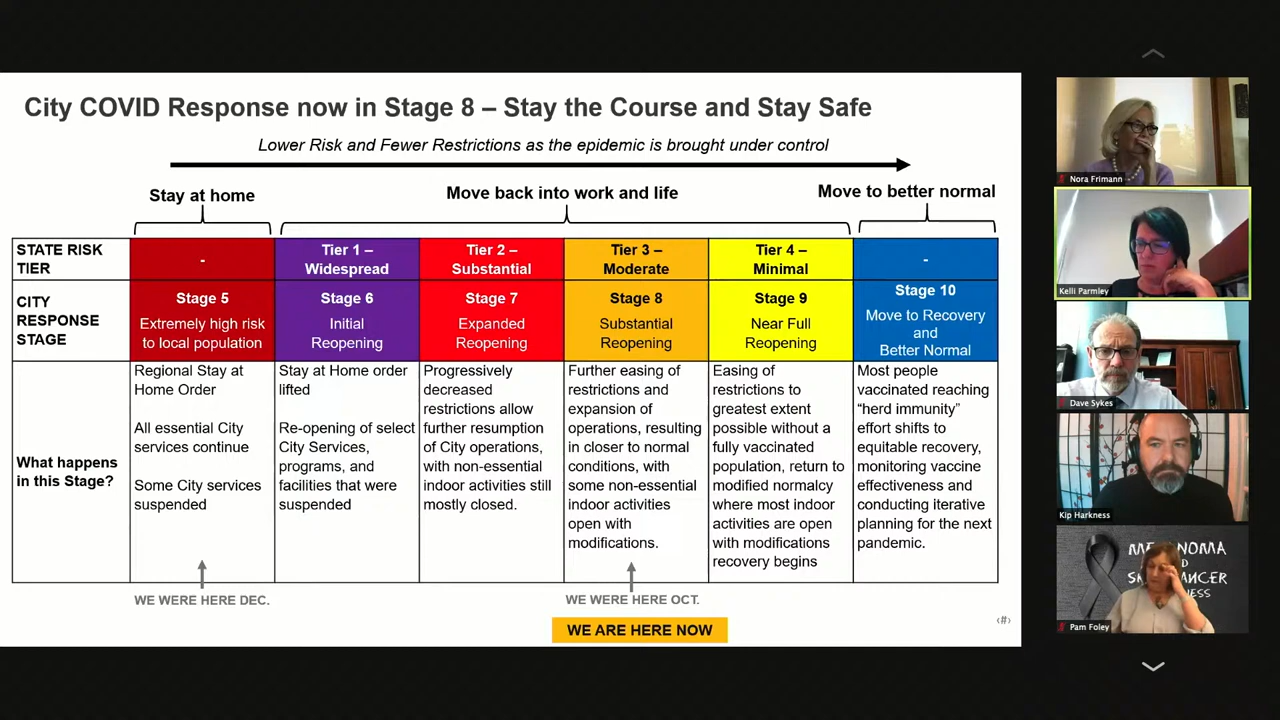 City COVID Response now in Stage 8 – Stay the Course and Stay Safe
Lower Risk and Fewer Restrictions as the epidemic is brought under control
Stay at home
Move back into work and life
Move to better normal
STATE RISK
TIER
-
Tier 1 –
Widespread
Tier 2 –
Substantial
Tier 3 –
Moderate
Tier 4 –
Minimal
-
CITY
RESPONSE
STAGE
Stage 5
Extremely high risk
to local population
Stage 6
Initial
Reopening
Stage 7
Expanded
Reopening
Stage 8
Substantial
Reopening
Stage 9
Near Full
Reopening
Stage 10
Move to Recovery
and
Better Normal
What happens
in this Stage?
Regional Stay at
Home Order
All essential City
services continue
Some City services
suspended
Stay at Home order
lifted
Re-opening of select
City Services,
programs, and
facilities that were
suspended
Progressively
decreased
restrictions allow
further resumption
of City operations,
with non-essential
indoor activities still
mostly closed.
Further easing of
restrictions and
expansion of
operations, resulting
in closer to normal
conditions, with
some non-essential
indoor activities
open with
modifications.
Easing of
restrictions to
greatest extent
possible without a
fully vaccinated
population, return to
modified normalcy
where most indoor
activities are open
with modifications
recovery begins
Most people
vaccinated reaching
“herd immunity”
effort shifts to
equitable recovery,
monitoring vaccine
effectiveness and
conducting iterative
planning for the next
pandemic.
WE WERE HERE DEC.
WE WERE HERE OCT.
WE ARE HERE NOW
‹#›
Nora Frimann
Kelli Parmley
Dave Sykes
Kip Harkness
Pam Foley